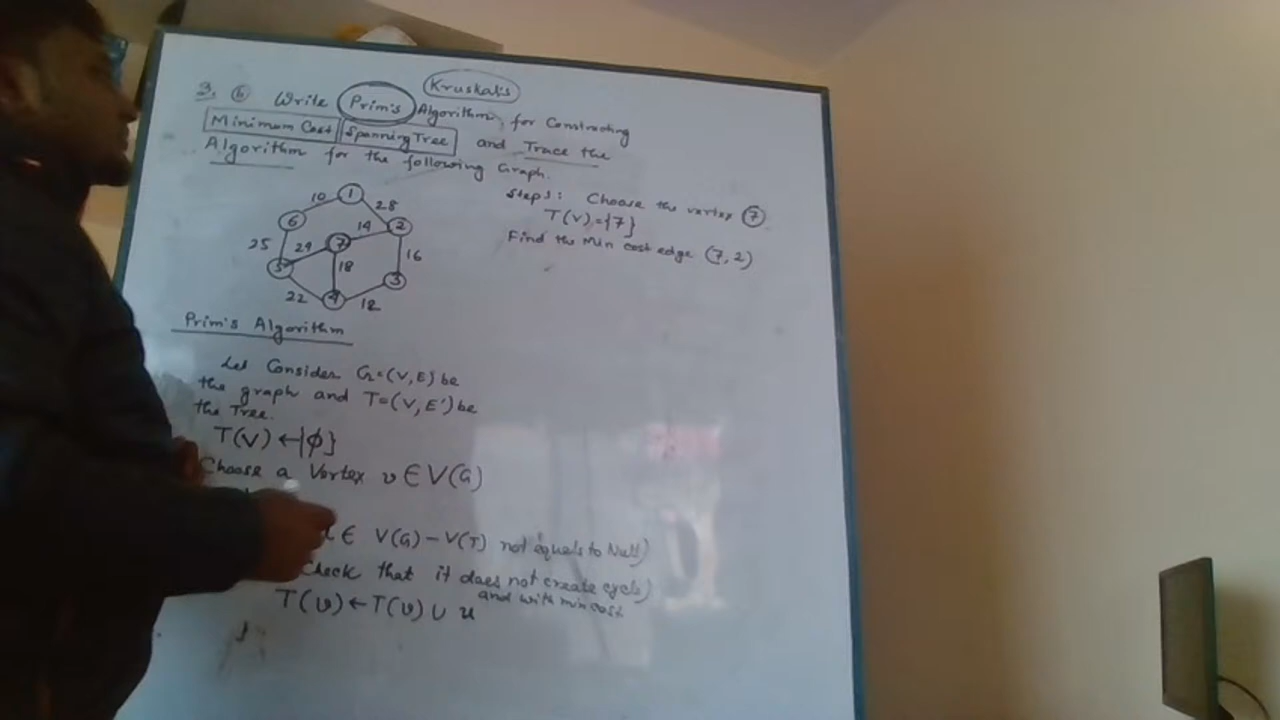 Kruskal's
3. (b) Write Prim's Algorithm for Constructing
Minimum Cost Spanning Tree and Trace the
Algorithm for the following Graph.
Steps: Choose the vertex 7
T(V)={7}
Find the Min cost edge (7,2)
1
10
28
6
2
14
7
25
24
16
18
5
3
22
4
12
Prim's Algorithm
Let Consider G=(V,E) be
the graph and T=(V,E') be
the Tree.
T(V)←{ϕ}
Choose a Vertex v∈V(G)
∈ V(G)-V(T) not equals to Null)
Check that it does not create cycle)
and with min cost
T(v)←T(v)∪u
}